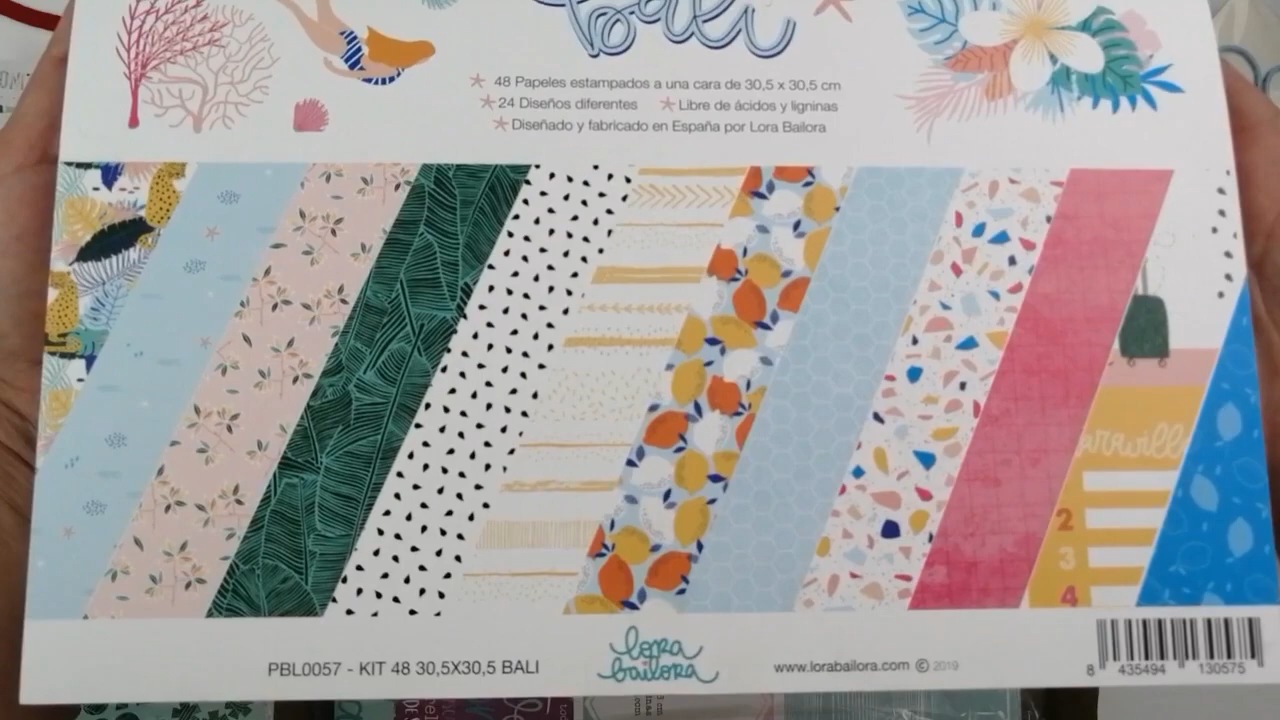 bali
48 Papeles estampados a una cara de 30,5 x 30,5 cm
24 Diseños diferentes Libre de ácidos y ligninas
Diseñado y fabricado en España por Lora Bailora
2
3
4
PBL0057 - KIT 48 30,5X30,5 BALI
lora
bailora
www.lorabailora.com © 2019
8 435494 130575